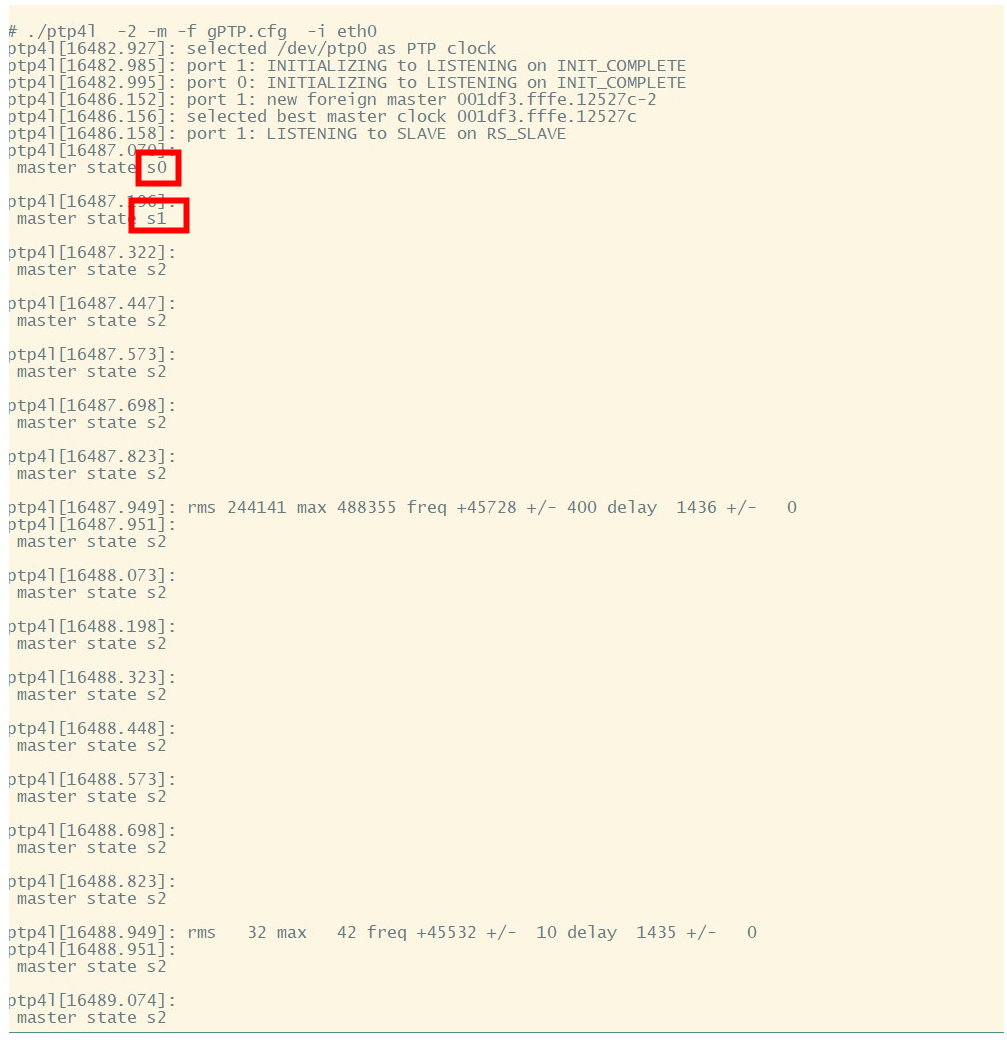 # ./ptp4l  -2 -m -f gPTP.cfg  -i eth0
ptp4l[16482.927]: selected /dev/ptp0 as PTP clock
ptp4l[16482.985]: port 1: INITIALIZING to LISTENING on INIT_COMPLETE
ptp4l[16482.995]: port 0: INITIALIZING to LISTENING on INIT_COMPLETE
ptp4l[16486.152]: port 1: new foreign master 001df3.fffe.12527c-2
ptp4l[16486.156]: selected best master clock 001df3.fffe.12527c
ptp4l[16486.158]: port 1: LISTENING to SLAVE on RS_SLAVE
ptp4l[16487.070]:
master state s0
ptp4l[16487.196]:
master state s1
ptp4l[16487.322]:
master state s2
ptp4l[16487.447]:
master state s2
ptp4l[16487.573]:
master state s2
ptp4l[16487.698]:
master state s2
ptp4l[16487.823]:
master state s2
ptp4l[16487.949]: rms 244141 max 488355 freq +45728 +/- 400 delay  1436 +/-   0
ptp4l[16487.951]:
master state s2
ptp4l[16488.073]:
master state s2
ptp4l[16488.198]:
master state s2
ptp4l[16488.323]:
master state s2
ptp4l[16488.448]:
master state s2
ptp4l[16488.573]:
master state s2
ptp4l[16488.698]:
master state s2
ptp4l[16488.823]:
master state s2
ptp4l[16488.949]: rms   32 max   42 freq +45532 +/-  10 delay  1435 +/-   0
ptp4l[16488.951]:
master state s2
ptp4l[16489.074]:
master state s2